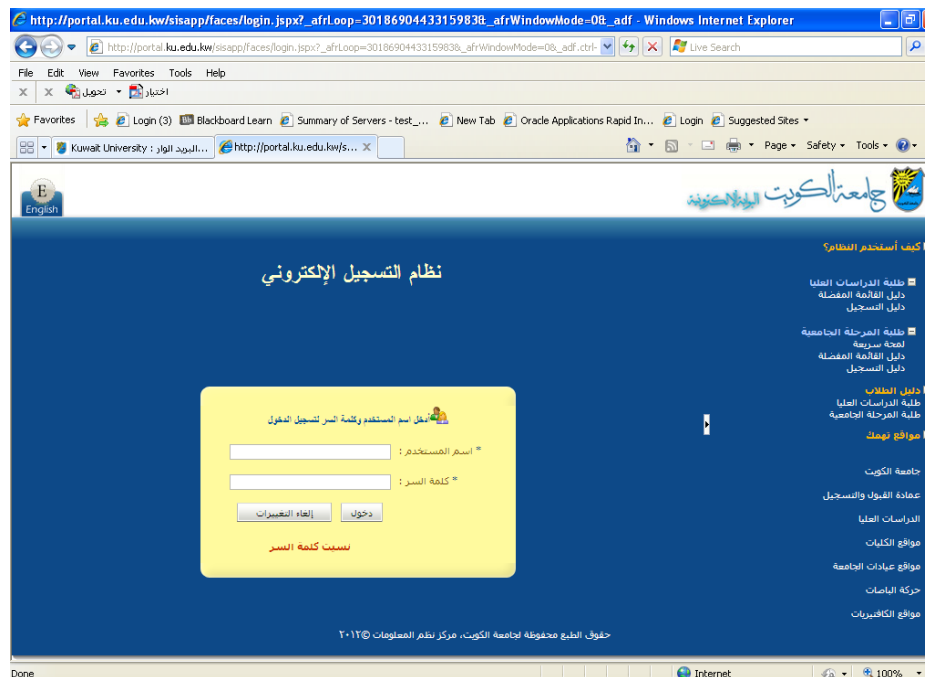 http://portal.ku.edu.kw/sisapp/faces/login.jspx?_afrLoop=3018690443315983&_afrWindowMode=0&_adf - Windows Internet Explorer
http://portal.ku.edu.kw/sisapp/faces/login.jspx?_afrLoop=3018690443315983&_afrWindowMode=0&_adf.ctrl-
Live Search
File Edit View Favorites Tools Help
x x تحويل اختيار
Favorites Login (3) Blackboard Learn Summary of Servers - test_... New Tab Oracle Applications Rapid In... Login Suggested Sites
Kuwait University : البريد الوار... http://portal.ku.edu.kw/s... X Page Safety Tools
E
English
جامعة الكويت
البوابة الإلكترونية
كيف أستخدم النظام؟
نظام التسجيل الإلكتروني
طلبة الدراسات العليا
دليل القائمة المفضلة
دليل التسجيل
طلبة المرحلة الجامعية
لمحة سريعة
دليل القائمة المفضلة
دليل التسجيل
دليل الطلاب
طلبة الدراسات العليا
طلبة المرحلة الجامعية
مواقع تهمك
جامعة الكويت
عمادة القبول والتسجيل
الدراسات العليا
مواقع الكليات
مواقع عيادات الجامعة
حركة الباصات
مواقع الكافتيريات
أدخل اسم المستخدم وكلمة السر لتسجيل الدخول
* اسم المستخدم :
* كلمة السر :
دخول إلغاء التغييرات
نسيت كلمة السر
حقوق الطبع محفوظة لجامعة الكويت، مركز نظم المعلومات ©٢٠١٢
Done Internet 100%